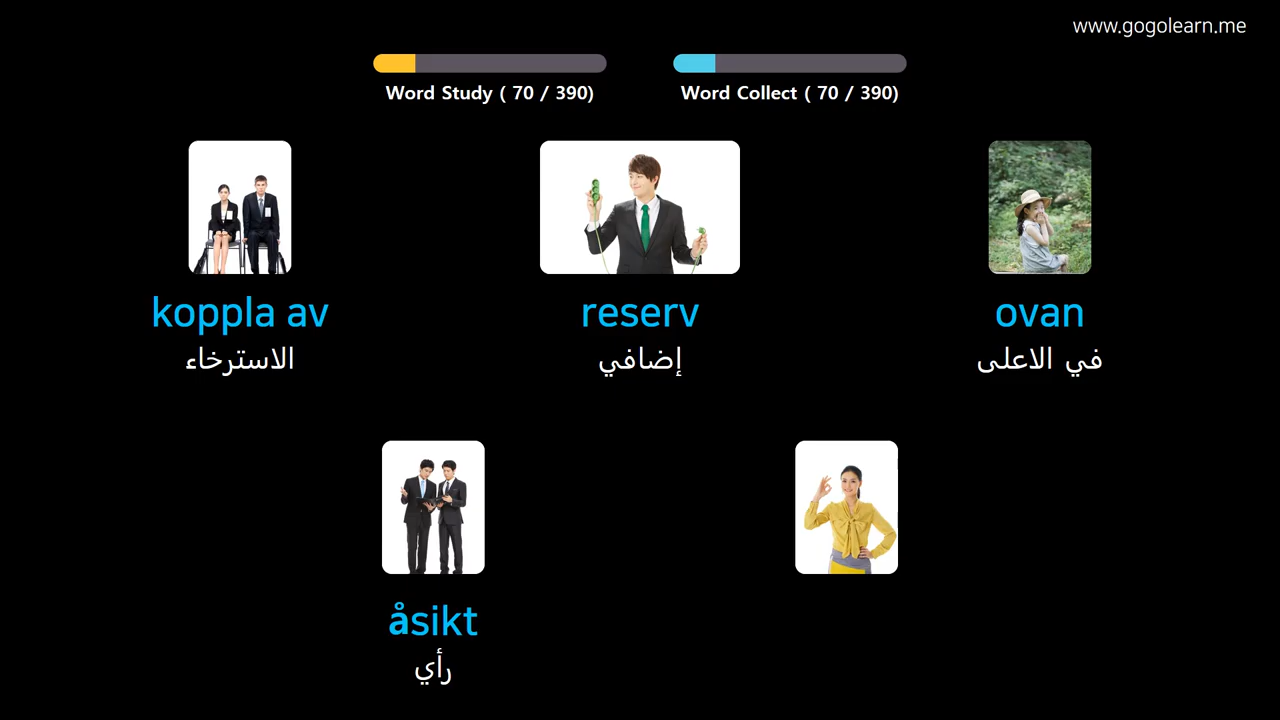 www.gogolearn.me
Word Study ( 70 / 390)
Word Collect ( 70 / 390)
koppla av
الاسترخاء
reserv
إضافي
ovan
في الاعلى
åsikt
رأي